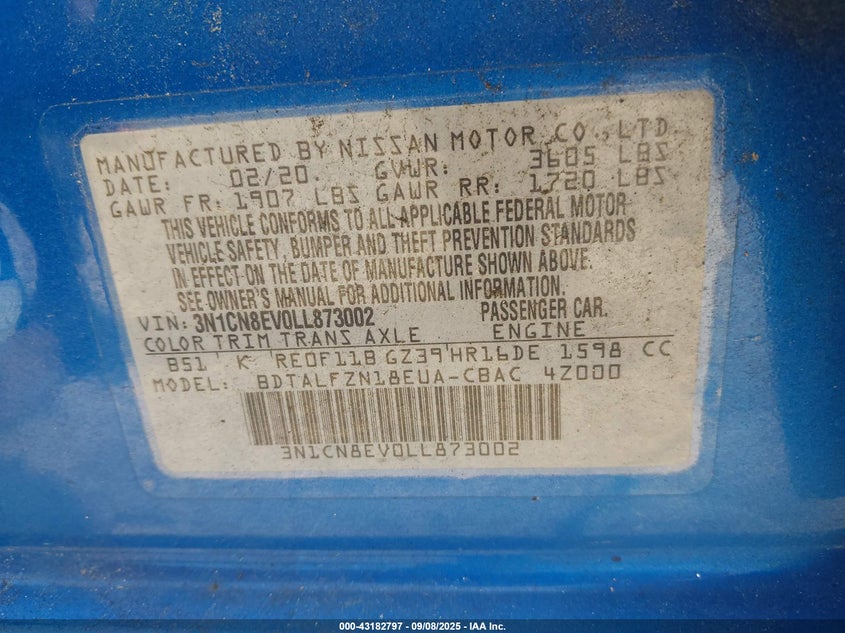 MANUFACTURED BY NISSAN MOTOR CO.,LTD
DATE: 02/20 GVWR: 3605 LBS
GAWR FR: 1907 LBS GAWR RR: 1720 LBS
THIS VEHICLE CONFORMS TO ALL APPLICABLE FEDERAL MOTOR
VEHICLE SAFETY, BUMPER AND THEFT PREVENTION STANDARDS
IN EFFECT ON THE DATE OF MANUFACTURE SHOWN ABOVE.
SEE OWNER'S MANUAL FOR ADDITIONAL INFORMATION.
VIN: 3N1CN8EV0LL873002 PASSENGER CAR.
COLOR TRIM TRANS AXLE ENGINE
B51 K RE0F11B GZ39 HR16DE 1598 CC
MODEL: BDTALFZN18EUA-CBAC 4Z000
3N1CN8EV0LL873002
000-43182797 - 09/08/2025 - IAA Inc.